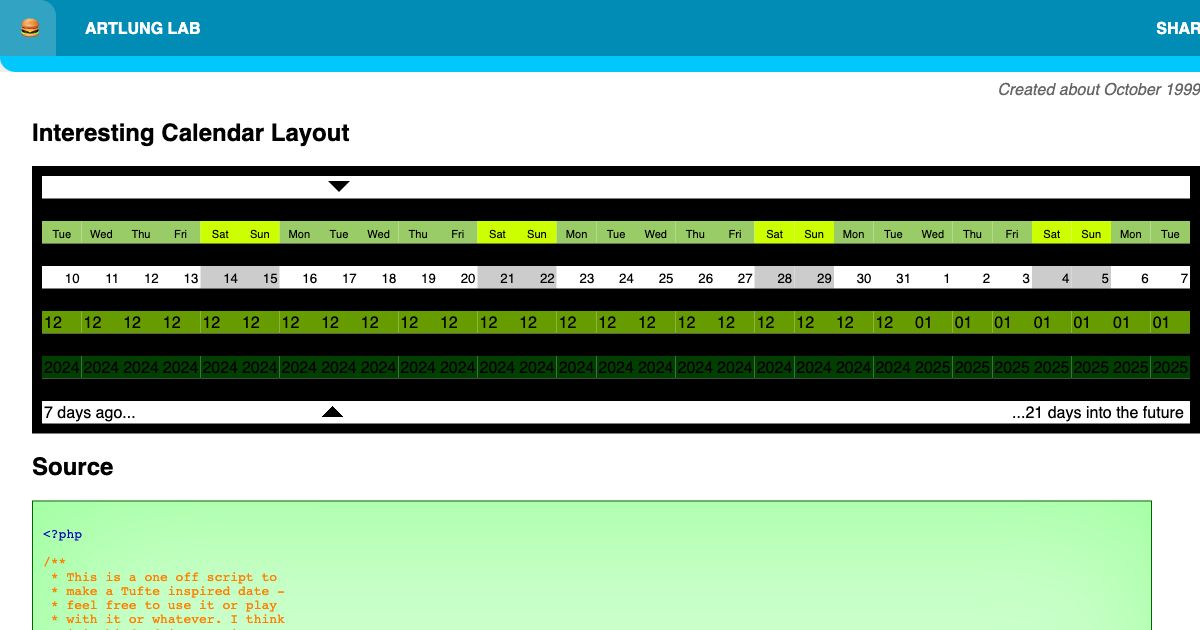 ARTLUNG LAB SHAR
Created about October 1999
Interesting Calendar Layout
Tue Wed Thu Fri Sat Sun Mon Tue Wed Thu Fri Sat Sun Mon Tue Wed Thu Fri Sat Sun Mon Tue Wed Thu Fri Sat Sun Mon Tue
10 11 12 13 14 15 16 17 18 19 20 21 22 23 24 25 26 27 28 29 30 31 1 2 3 4 5 6 7
12 12 12 12 12 12 12 12 12 12 12 12 12 12 12 12 12 12 12 12 12 12 01 01 01 01 01 01 01
2024 2024 2024 2024 2024 2024 2024 2024 2024 2024 2024 2024 2024 2024 2024 2024 2024 2024 2024 2024 2024 2024 2025 2025 2025 2025 2025 2025 2025
7 days ago... ...21 days into the future
Source
<?php
/**
* This is a one off script to
* make a Tufte inspired date -
* feel free to use it or play
* with it or whatever. I think